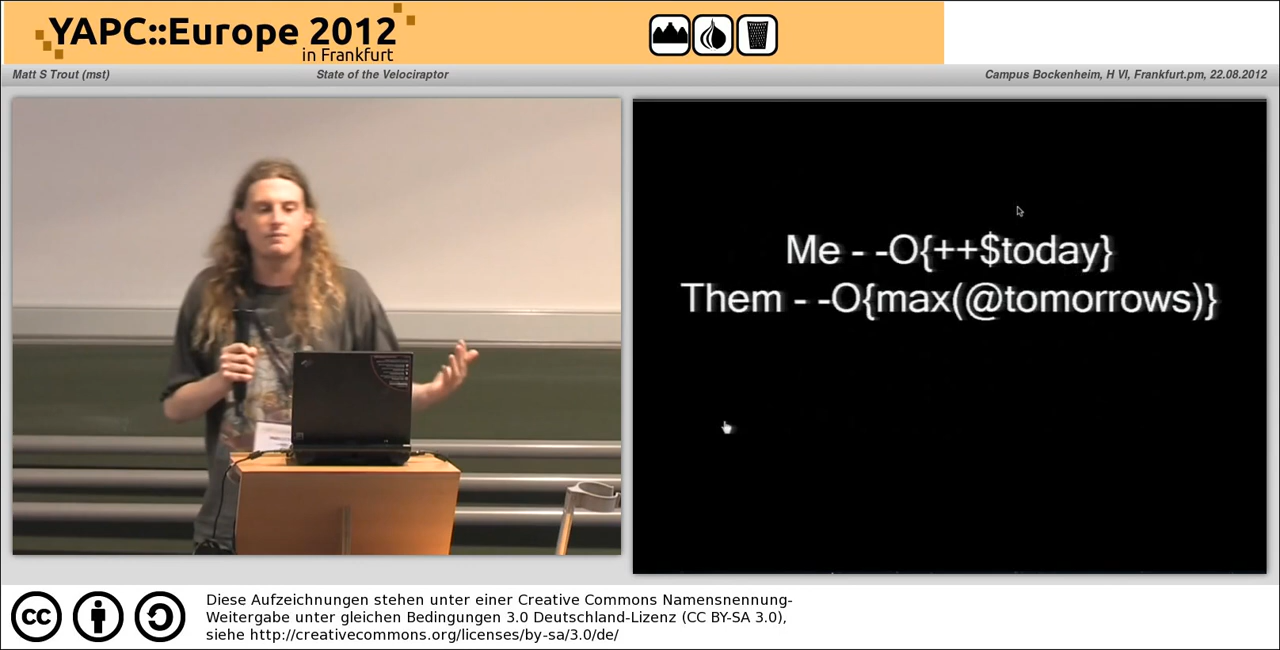 YAPC::Europe 2012
in Frankfurt
Matt S Trout (mst)
State of the Velociraptor
Campus Bockenheim, H VI, Frankfurt.pm, 22.08.2012
Me - -O{++$today}
Them - -O{max(@tomorrows)}
cc
Diese Aufzeichnungen stehen unter einer Creative Commons Namensnennung-
Weitergabe unter gleichen Bedingungen 3.0 Deutschland-Lizenz (CC BY-SA 3.0),
siehe http://creativecommons.org/licenses/by-sa/3.0/de/